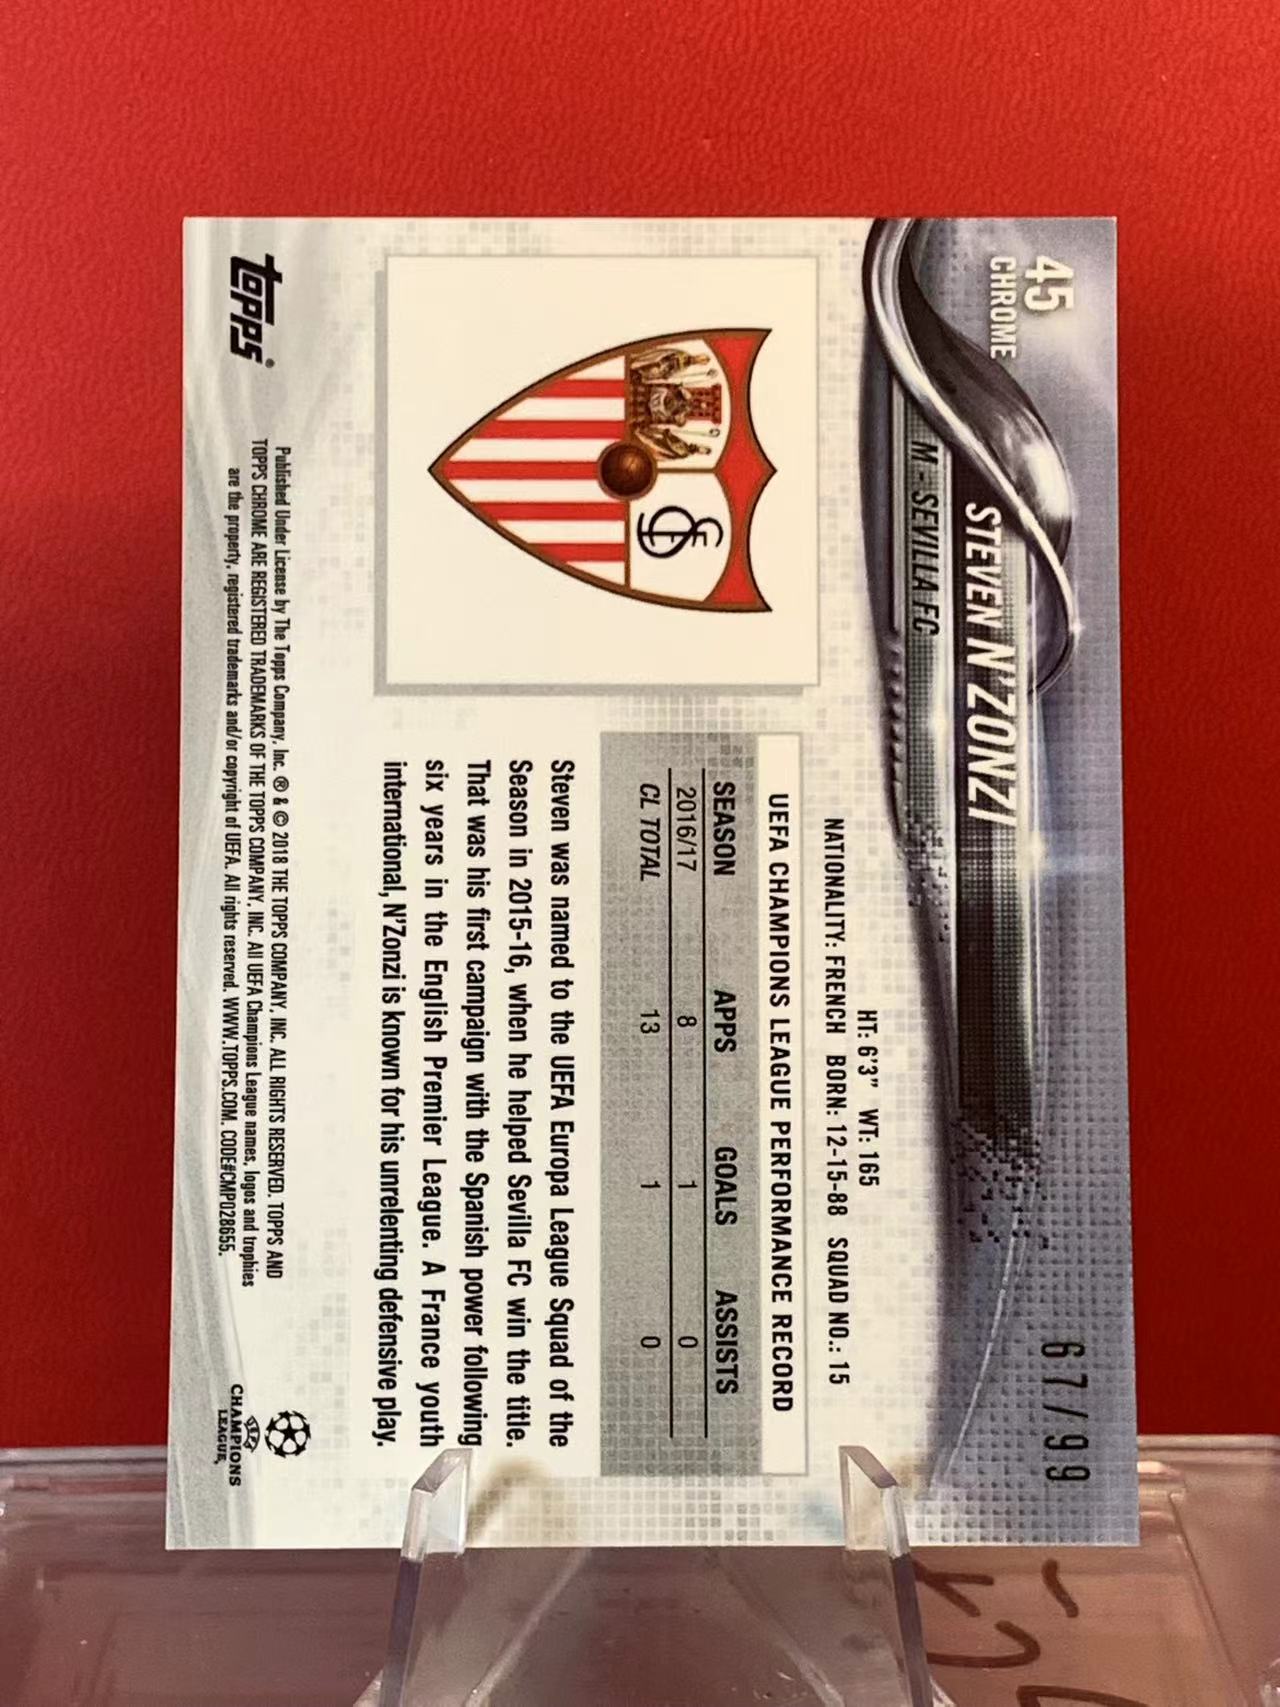 45
CHROME
67/99
STEVEN N'ZONZI
M - SEVILLA FC
HT: 6'3" WT: 165
NATIONALITY: FRENCH BORN: 12-15-88 SQUAD NO.: 15
UEFA CHAMPIONS LEAGUE PERFORMANCE RECORD
SEASON APPS GOALS ASSISTS
2016/17 8 1 0
CL TOTAL 13 1 0
Steven was named to the UEFA Europa League Squad of the
Season in 2015-16, when he helped Sevilla FC win the title.
That was his first campaign with the Spanish power following
six years in the English Premier League. A France youth
international, N'Zonzi is known for his unrelenting defensive play.
topps®
Published Under License by The Topps Company, Inc. ® & © 2018 THE TOPPS COMPANY, INC. ALL RIGHTS RESERVED. TOPPS AND
TOPPS CHROME ARE REGISTERED TRADEMARKS OF THE TOPPS COMPANY, INC. All UEFA Champions League names, logos and trophies
are the property, registered trademarks and/or copyright of UEFA. All rights reserved. WWW.TOPPS.COM. CODE#CMP028655.
UEFA
CHAMPIONS
LEAGUE